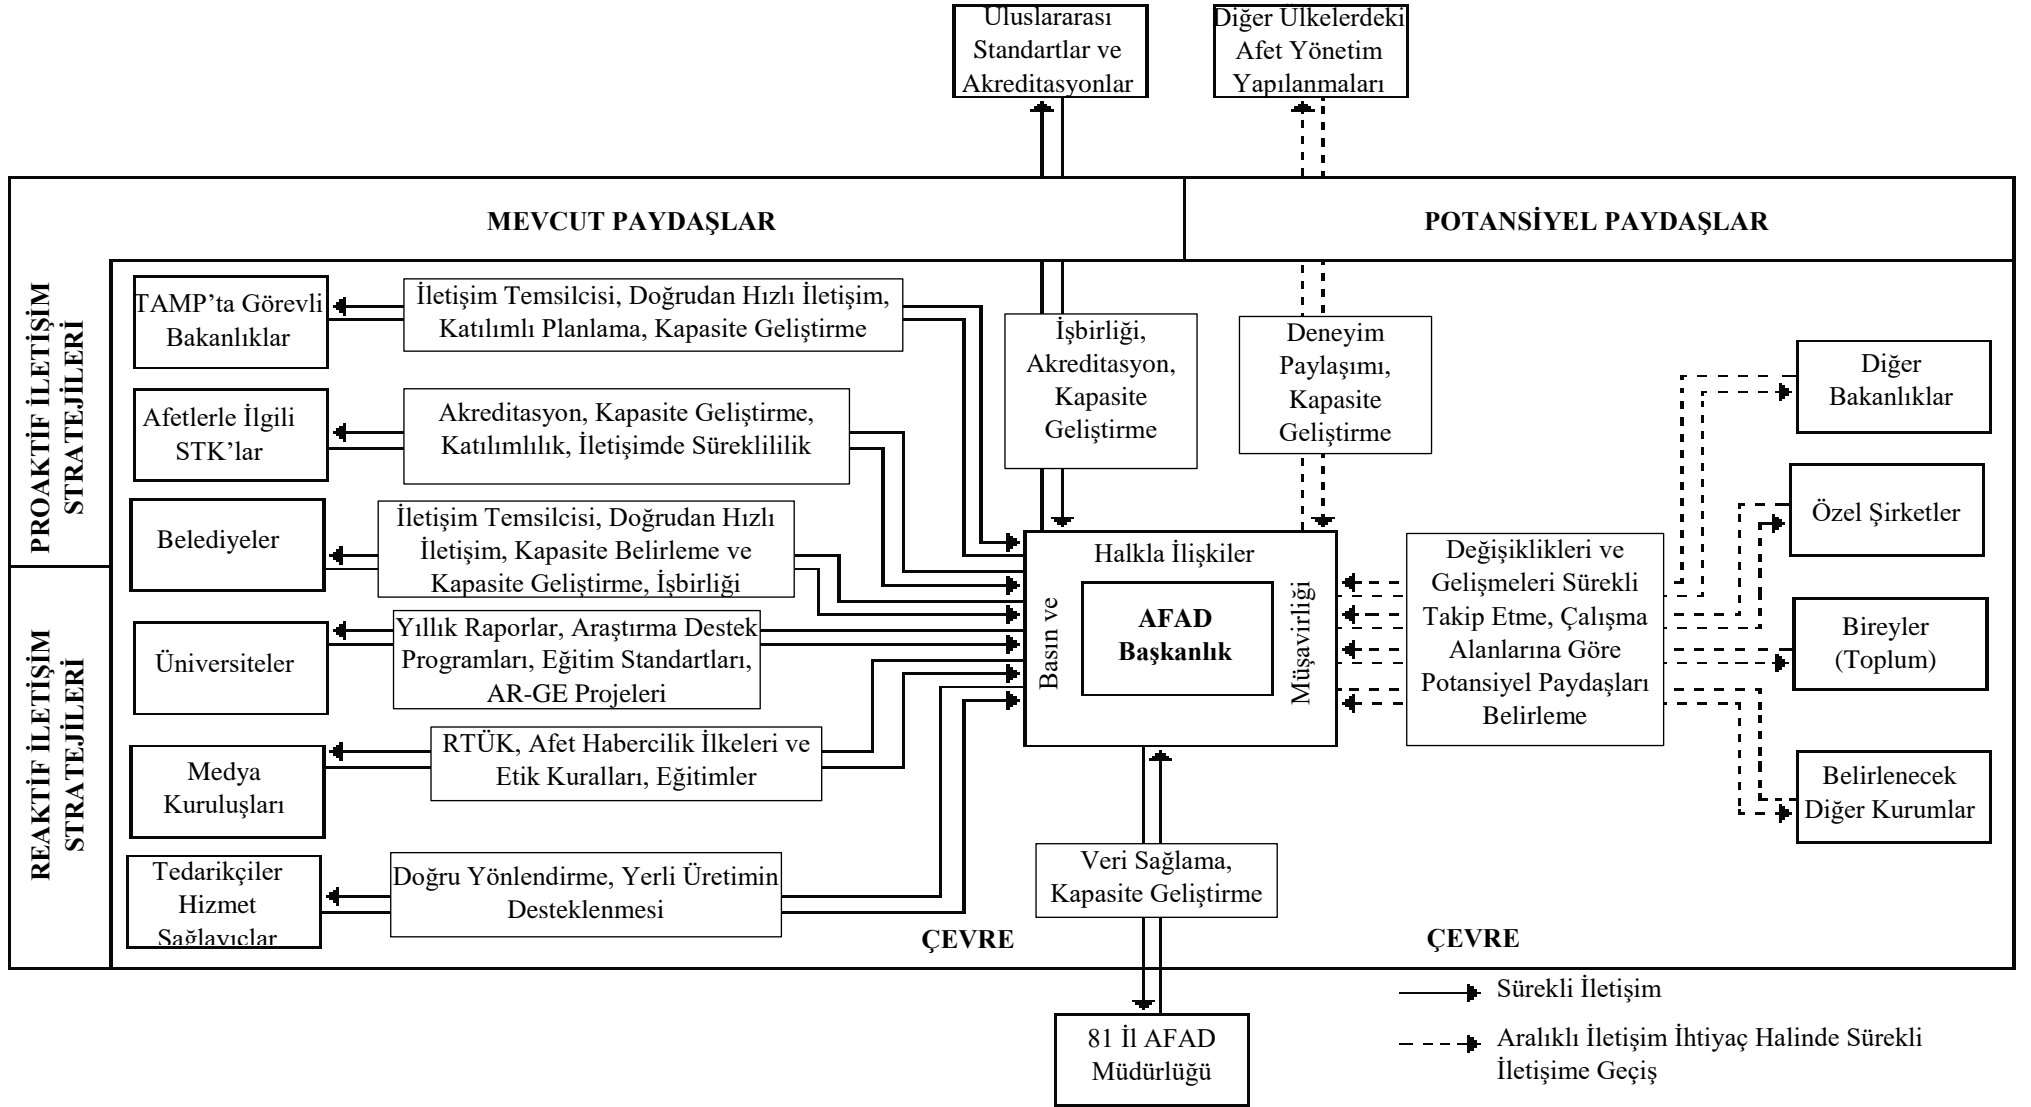 Uluslararası
Standartlar ve
Akreditasyonlar
Diğer Ülkelerdeki
Afet Yönetim
Yapılanmaları
MEVCUT PAYDAŞLAR
POTANSİYEL PAYDAŞLAR
PROAKTİF İLETİŞİM
STRATEJİLERİ
REAKTİF İLETİŞİM
STRATEJİLERİ
TAMP’ta Görevli
Bakanlıklar
İletişim Temsilcisi, Doğrudan Hızlı İletişim,
Katılımlı Planlama, Kapasite Geliştirme
Afetlerle İlgili
STK’lar
Akreditasyon, Kapasite Geliştirme,
Katılımlılık, İletişimde Süreklililik
Belediyeler
İletişim Temsilcisi, Doğrudan Hızlı
İletişim, Kapasite Belirleme ve
Kapasite Geliştirme, İşbirliği
Üniversiteler
Yıllık Raporlar, Araştırma Destek
Programları, Eğitim Standartları,
AR-GE Projeleri
Medya
Kuruluşları
RTÜK, Afet Habercilik İlkeleri ve
Etik Kuralları, Eğitimler
Tedarikçiler
Hizmet
Sağlayıclar
Doğru Yönlendirme, Yerli Üretimin
Desteklenmesi
İşbirliği,
Akreditasyon,
Kapasite
Geliştirme
Deneyim
Paylaşımı,
Kapasite
Geliştirme
Basın ve
Halkla İlişkiler
Müşavirliği
AFAD
Başkanlık
Değişiklikleri ve
Gelişmeleri Sürekli
Takip Etme, Çalışma
Alanlarına Göre
Potansiyel Paydaşları
Belirleme
Diğer
Bakanlıklar
Özel Şirketler
Bireyler
(Toplum)
Belirlenecek
Diğer Kurumlar
Veri Sağlama,
Kapasite Geliştirme
ÇEVRE
ÇEVRE
81 İl AFAD
Müdürlüğü
Sürekli İletişim
Aralıklı İletişim İhtiyaç Halinde Sürekli
İletişime Geçiş